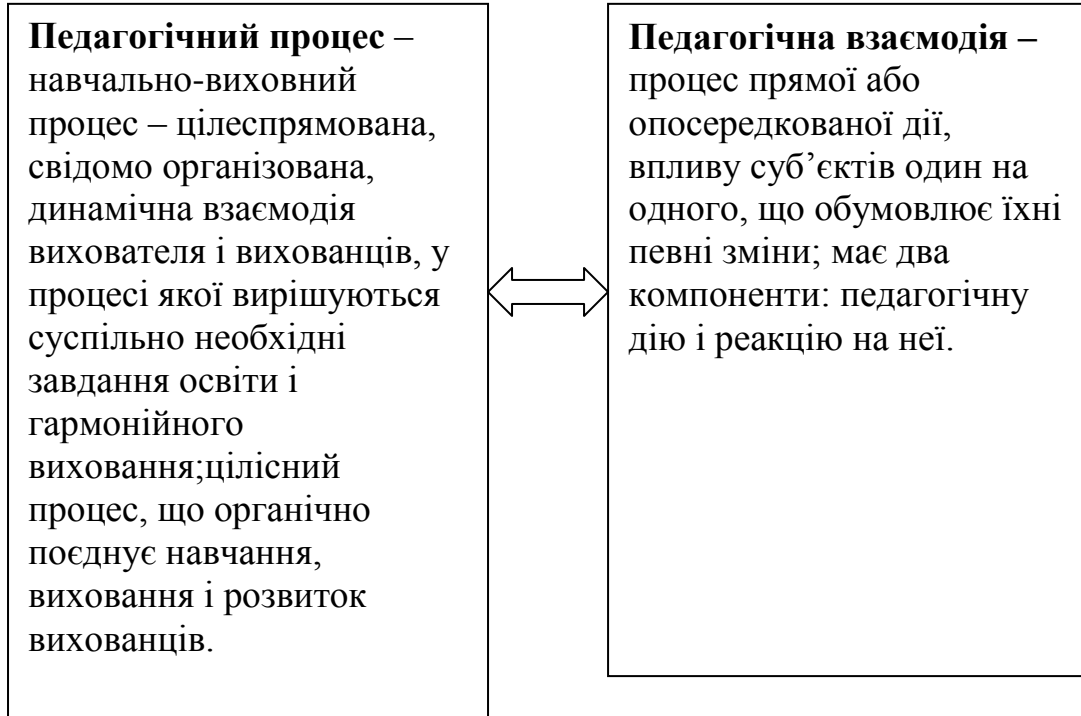 Педагогічний процес –
навчально-виховний
процес – цілеспрямована,
свідомо організована,
динамічна взаємодія
вихователя і вихованців, у
процесі якої вирішуються
суспільно необхідні
завдання освіти і
гармонійного
виховання;цілісний
процес, що органічно
поєднує навчання,
виховання і розвиток
вихованців.
Педагогічна взаємодія –
процес прямої або
опосередкованої дії,
впливу суб’єктів один на
одного, що обумовлює їхні
певні зміни; має два
компоненти: педагогічну
дію і реакцію на неї.